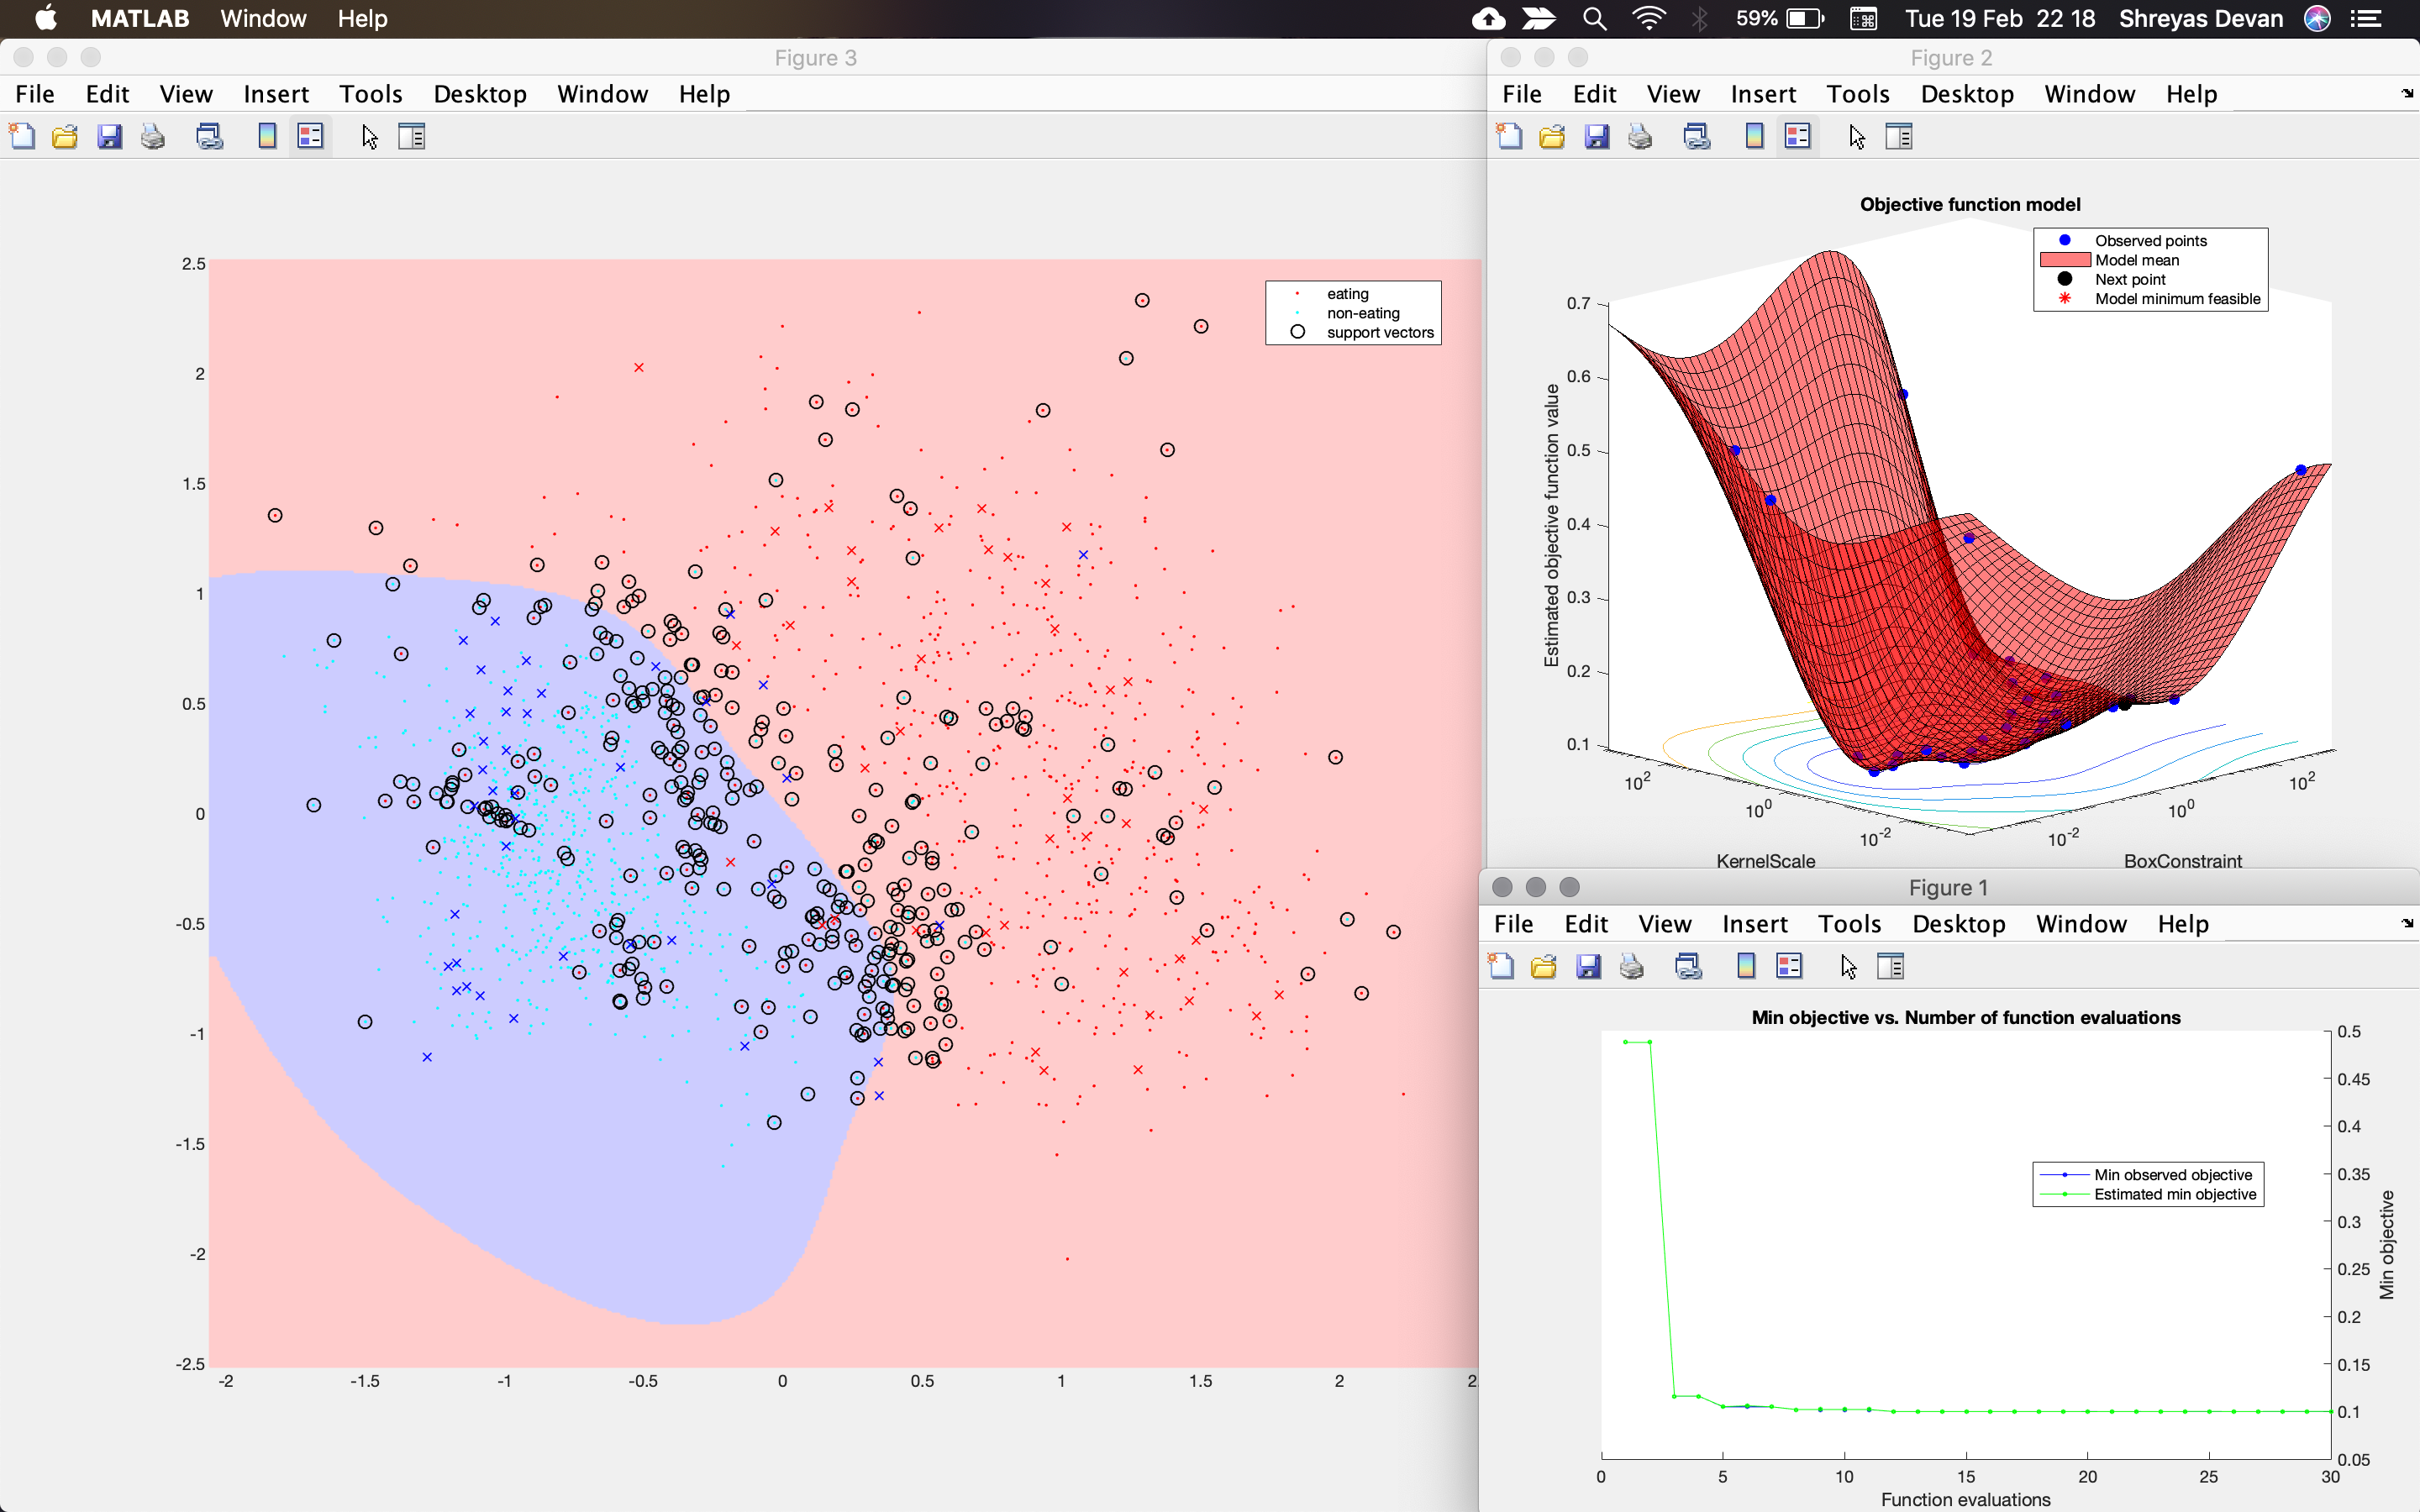 MATLAB Window Help 59% Tue 19 Feb 22 18 Shreyas Devan
Figure 3
File Edit View Insert Tools Desktop Window Help
2.5
2
1.5
1
0.5
0
-0.5
-1
-1.5
-2
-2.5
-2 -1.5 -1 -0.5 0 0.5 1 1.5 2 2.
eating
non-eating
support vectors
Figure 2
File Edit View Insert Tools Desktop Window Help
Objective function model
Observed points
Model mean
Next point
Model minimum feasible
Estimated objective function value
0.7
0.6
0.5
0.4
0.3
0.2
0.1
10² 10⁰ 10⁻²
10⁻² 10⁰ 10²
KernelScale BoxConstraint
Figure 1
File Edit View Insert Tools Desktop Window Help
Min objective vs. Number of function evaluations
Min observed objective
Estimated min objective
0.5
0.45
0.4
0.35
0.3
0.25
0.2
0.15
0.1
0.05
Min objective
0 5 10 15 20 25 30
Function evaluations